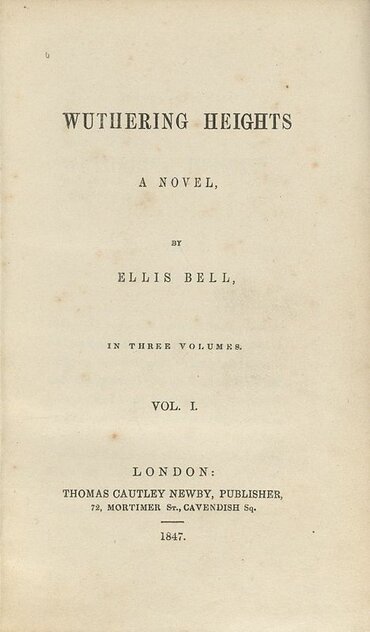 WUTHERING HEIGHTS
A NOVEL,
BY
ELLIS BELL,
IN THREE VOLUMES.
VOL. I.
LONDON:
THOMAS CAUTLEY NEWBY, PUBLISHER,
72, MORTIMER ST., CAVENDISH Sq.
1847.